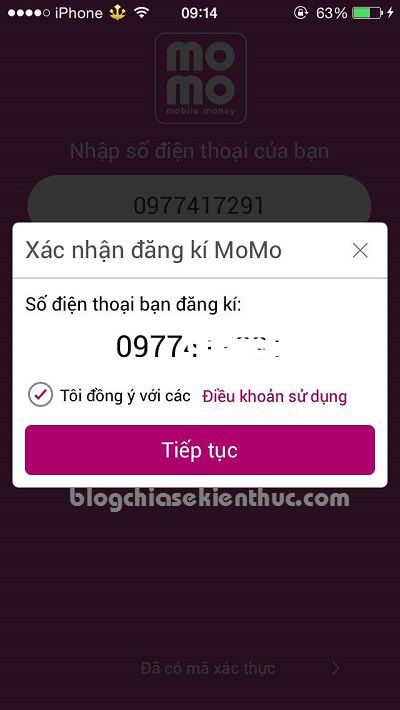 iPhone 09:14 63%
mo
mo
mobile money
Nhập số điện thoại của bạn
0977417291
Xác nhận đăng kí MoMo
Số điện thoại bạn đăng kí:
0977
Tôi đồng ý với các Điều khoản sử dụng
Tiếp tục
blogchiasekienthuc.com
Đã có mã xác thực